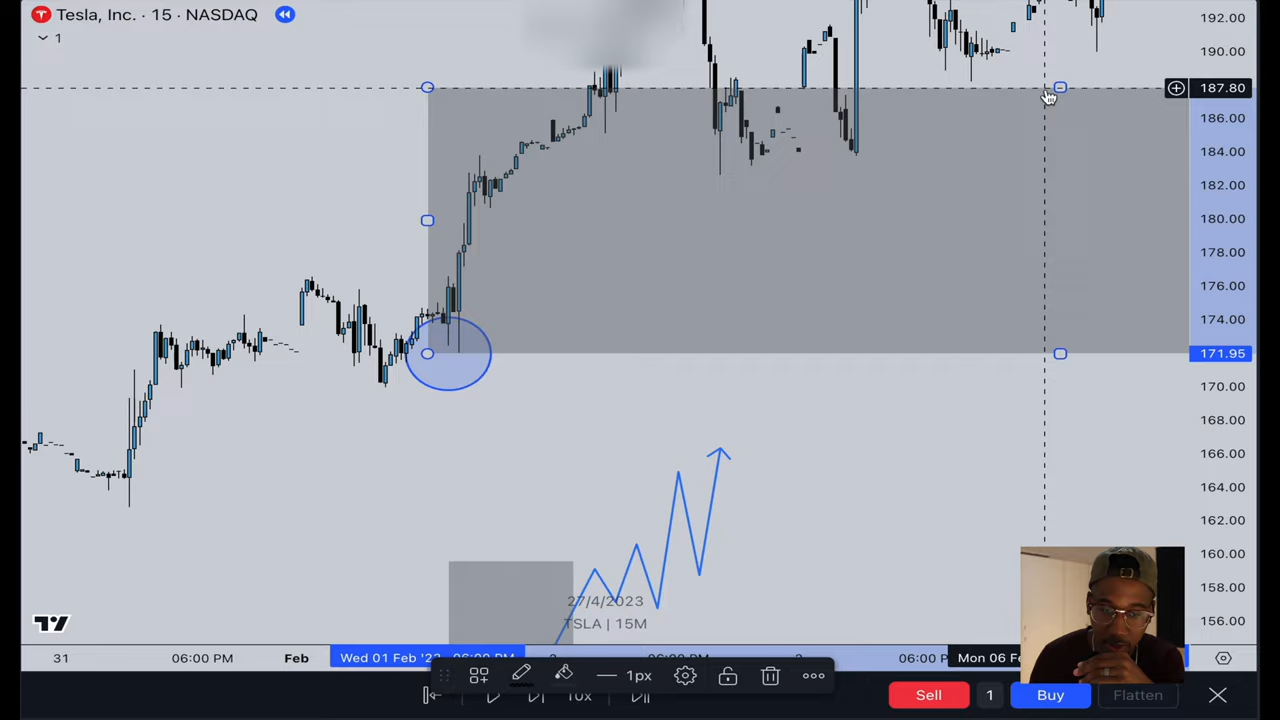 Tesla, Inc. · 15 · NASDAQ
1
192.00
190.00
187.80
186.00
184.00
182.00
180.00
178.00
176.00
174.00
171.95
170.00
168.00
166.00
164.00
162.00
160.00
158.00
156.00
27/4/2023
TSLA | 15M
31
06:00 PM
Feb
Wed 01 Feb '23
06:00 PM
06:00 PM
06:00 P
Mon 06 Fe
1px
10x
Sell
1
Buy
Flatten